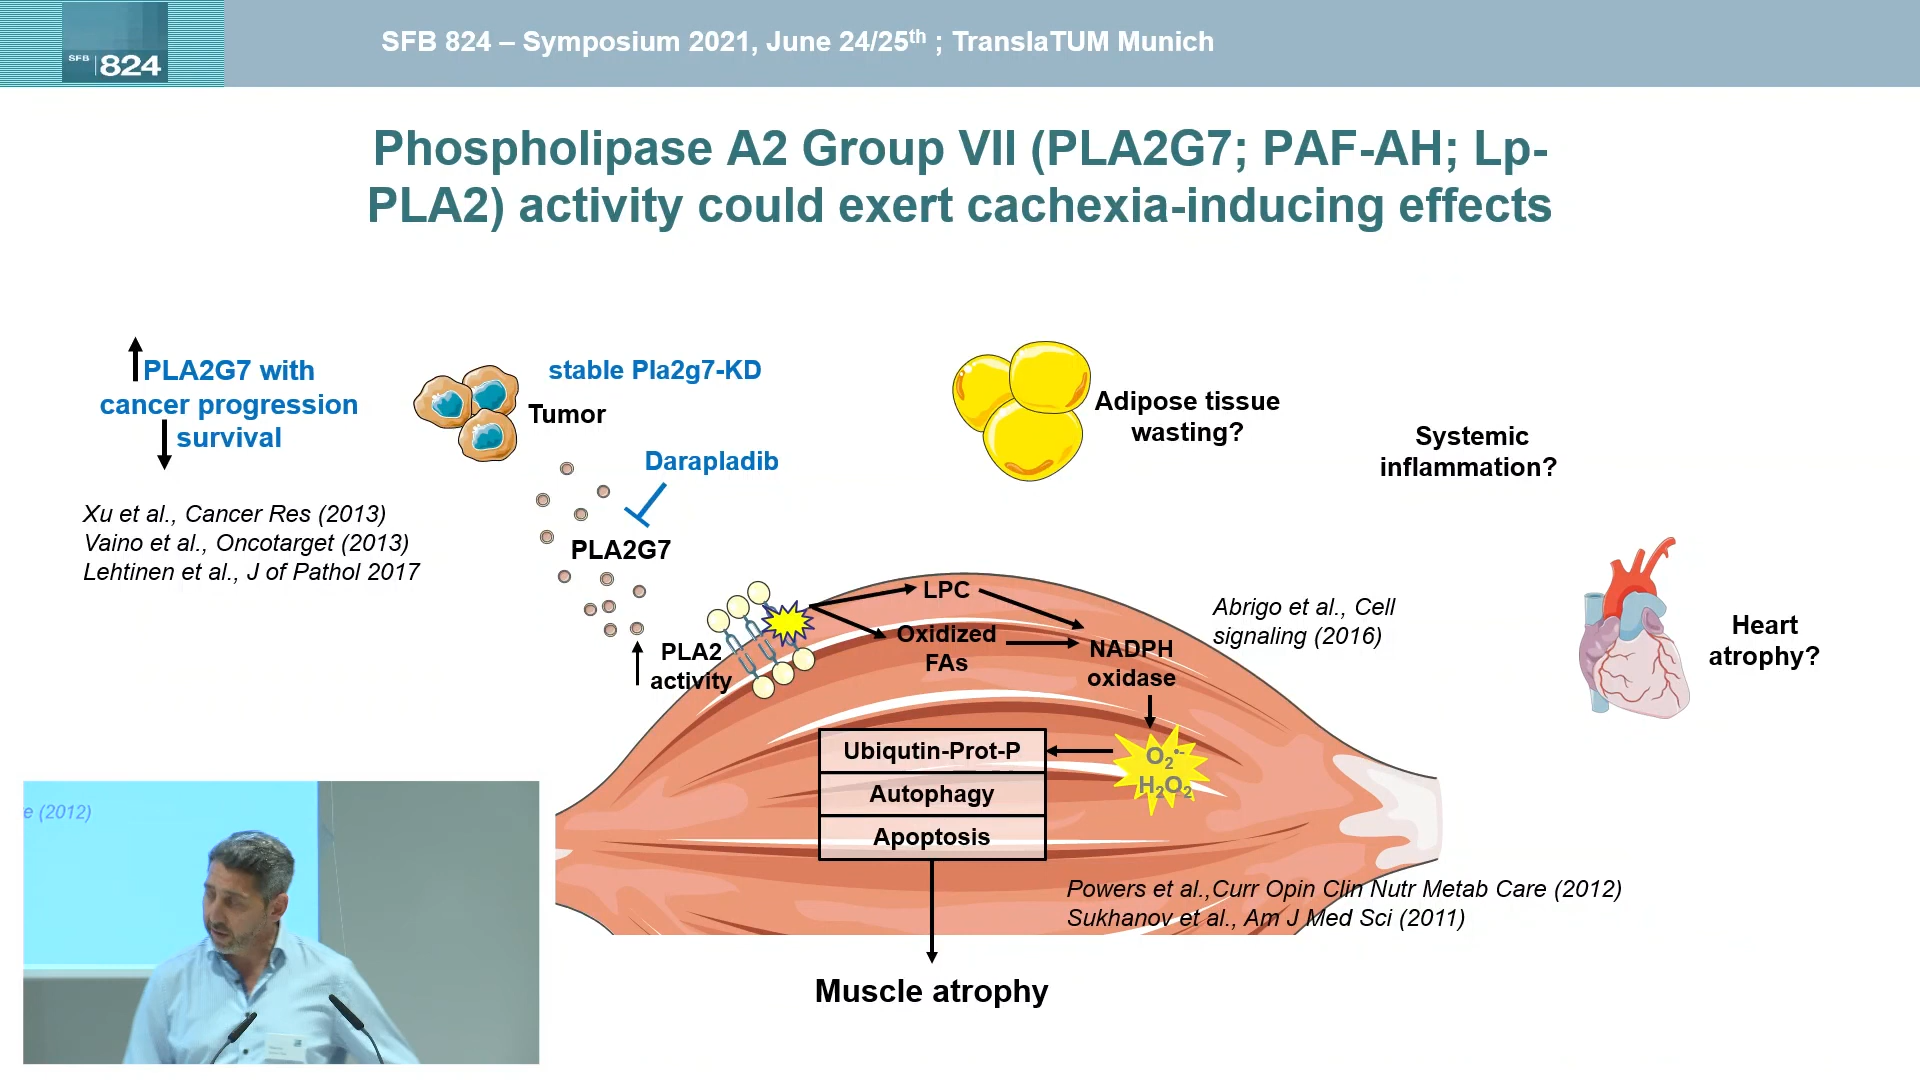 SFB 824
SFB 824 – Symposium 2021, June 24/25th ; TranslaTUM Munich
Phospholipase A2 Group VII (PLA2G7; PAF-AH; Lp-
PLA2) activity could exert cachexia-inducing effects
PLA2G7 with
cancer progression
survival
Xu et al., Cancer Res (2013)
Vaino et al., Oncotarget (2013)
Lehtinen et al., J of Pathol 2017
stable Pla2g7-KD
Tumor
Darapladib
PLA2G7
PLA2
activity
Adipose tissue
wasting?
Systemic
inflammation?
LPC
Oxidized
FAs
NADPH
oxidase
Abrigo et al., Cell
signaling (2016)
Heart
atrophy?
O2•-
H2O2
Ubiqutin-Prot-P
Autophagy
Apoptosis
Powers et al.,Curr Opin Clin Nutr Metab Care (2012)
Sukhanov et al., Am J Med Sci (2011)
Muscle atrophy
e (2012)